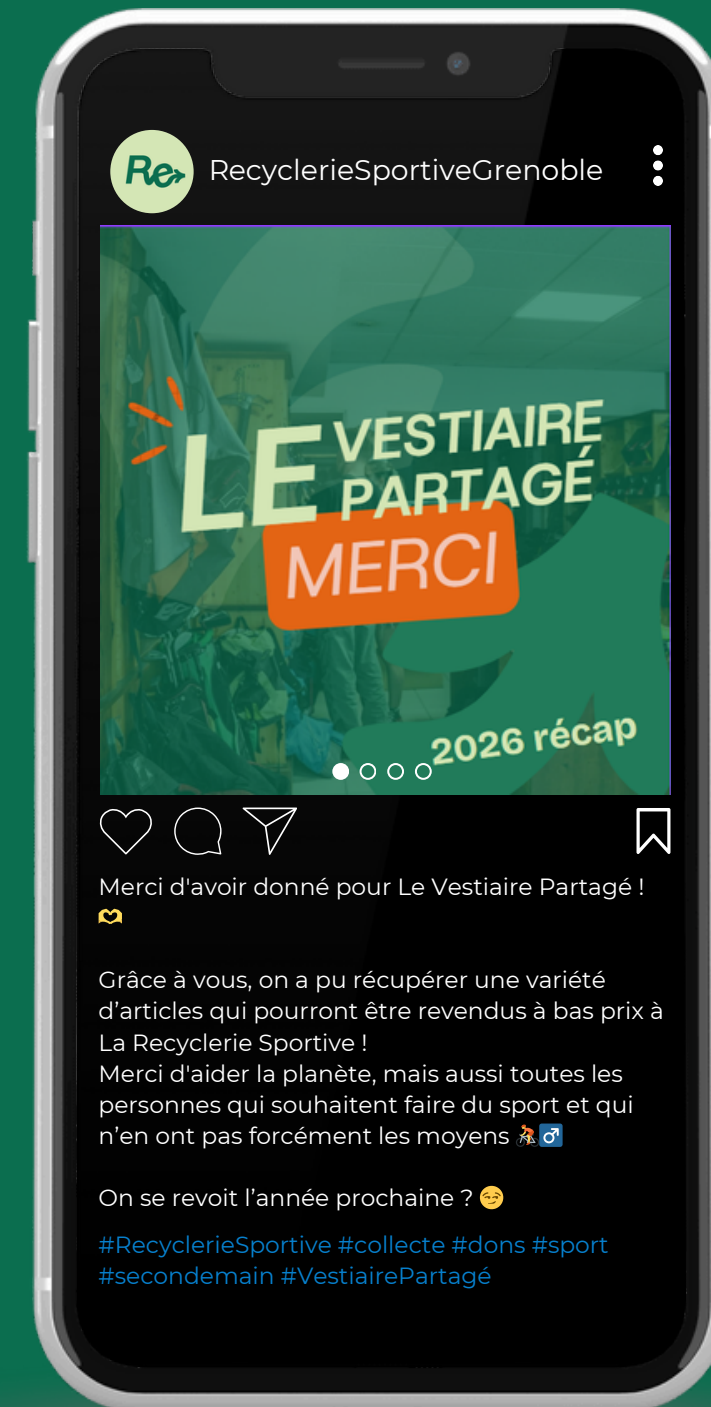 Re
RecyclerieSportiveGrenoble
LE VESTIAIRE
PARTAGÉ
MERCI
2026 récap
Merci d'avoir donné pour Le Vestiaire Partagé !
🫶
Grâce à vous, on a pu récupérer une variété
d’articles qui pourront être revendus à bas prix à
La Recyclerie Sportive !
Merci d'aider la planète, mais aussi toutes les
personnes qui souhaitent faire du sport et qui
n’en ont pas forcément les moyens 🚴♂️
On se revoit l’année prochaine ? 😏
#RecyclerieSportive #collecte #dons #sport
#secondemain #VestiairePartagé